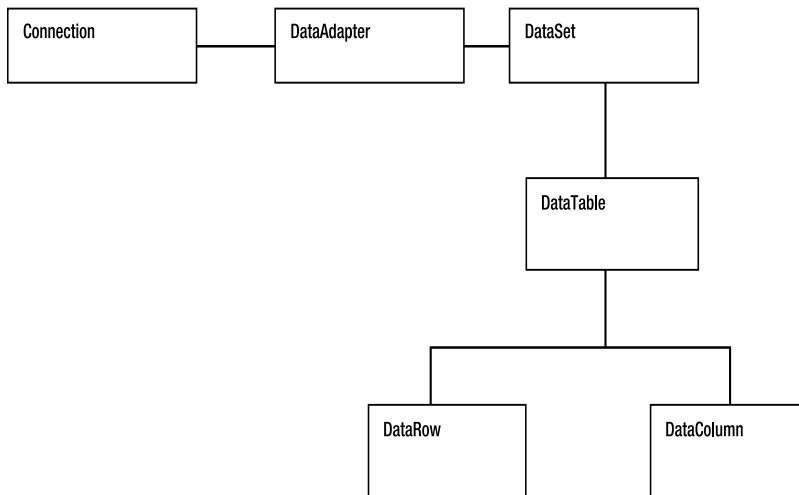 Connection
DataAdapter
DataSet
DataTable
DataRow
DataColumn